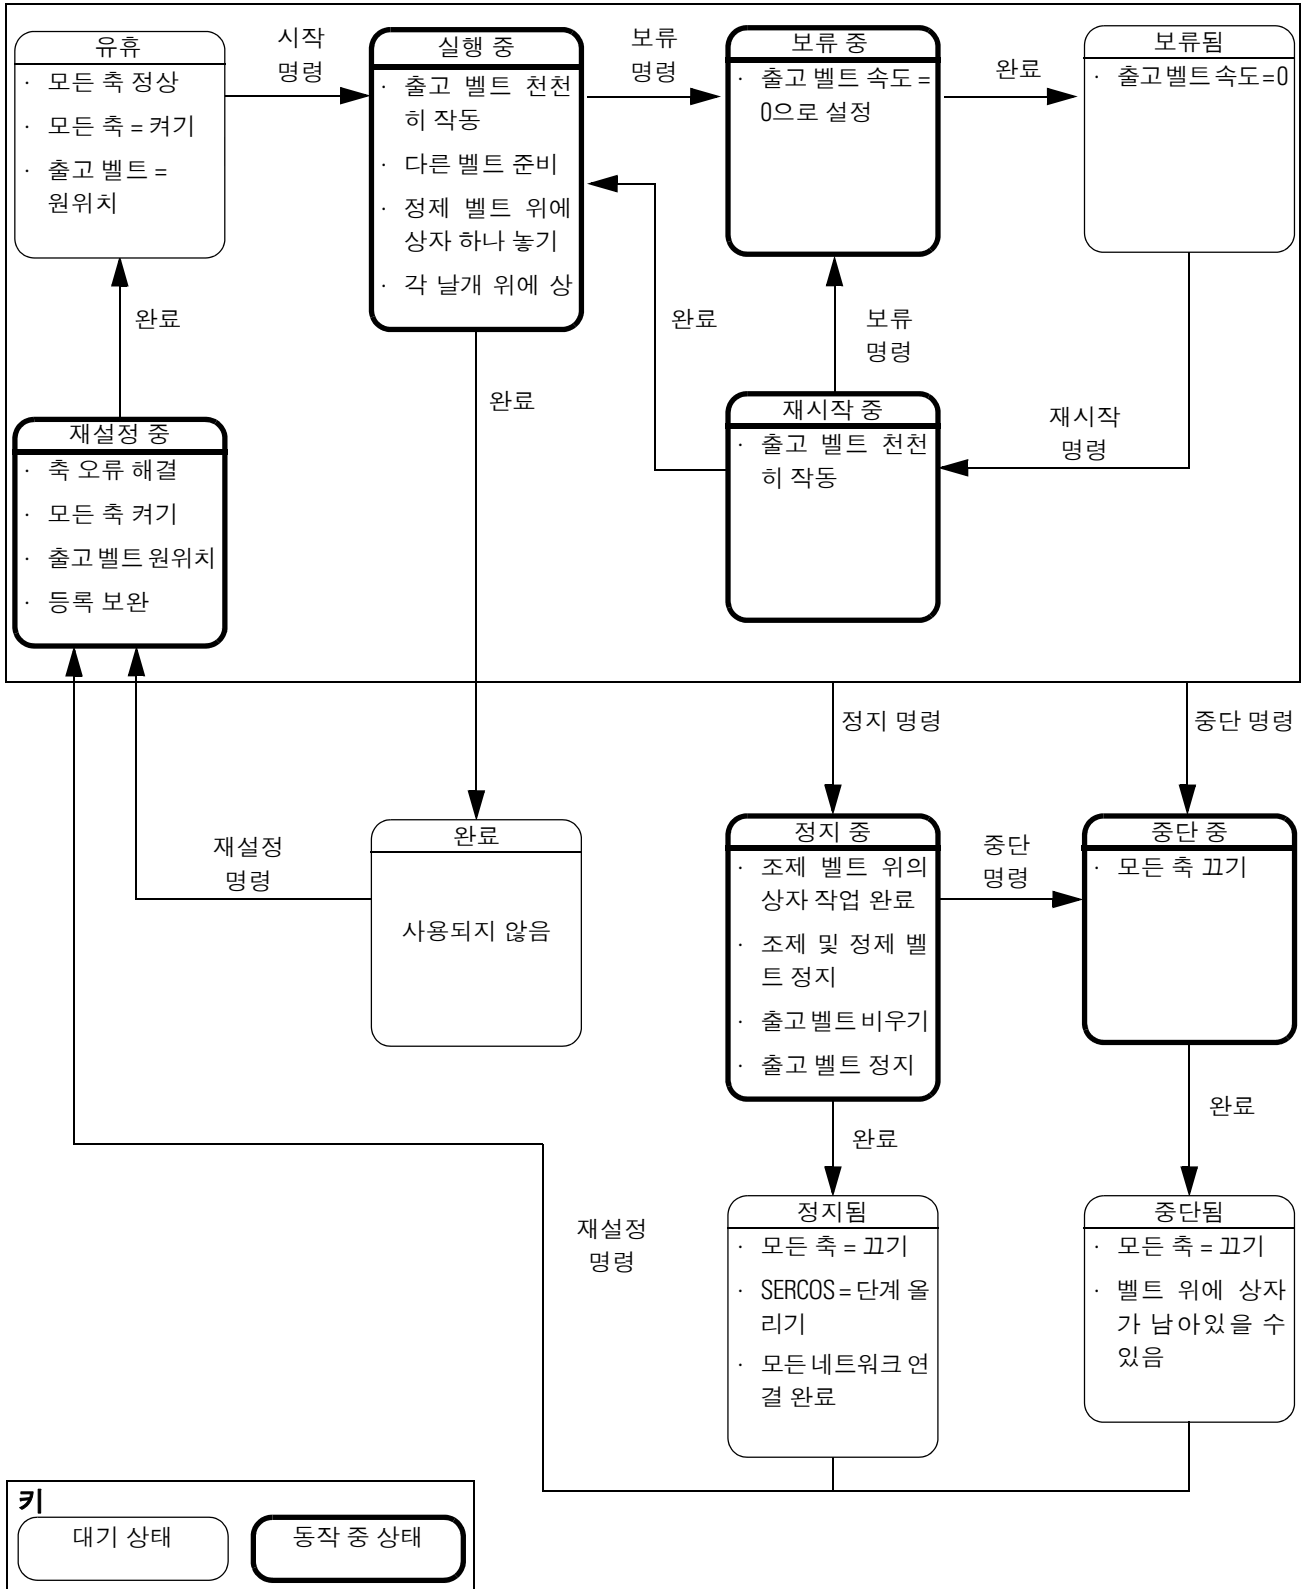 유휴
· 모든 축 정상
· 모든 축 = 켜기
· 출고 벨트 =
원위치
시작
명령
실행 중
· 출고 벨트 천천
히 작동
· 다른 벨트 준비
· 정제 벨트 위에
상자 하나 놓기
· 각 날개 위에 상
보류
명령
보류 중
· 출고 벨트 속도 =
0으로 설정
완료
보류됨
· 출고 벨트 속도=0
완료
완료
보류
명령
재시작
명령
재시작 중
· 출고 벨트 천천
히 작동
완료
재설정 중
· 축 오류 해결
· 모든 축 켜기
· 출고 벨트 원위치
· 등록 보완
정지 명령
중단 명령
재설정
명령
완료
사용되지 않음
정지 중
· 조제 벨트 위의
상자 작업 완료
· 조제 및 정제 벨
트 정지
· 출고 벨트 비우기
· 출고 벨트 정지
중단
명령
중단 중
· 모든 축 끄기
완료
완료
재설정
명령
정지됨
· 모든 축 = 끄기
· SERCOS = 단계 올
리기
· 모든 네트워크 연
결 완료
중단됨
· 모든 축 = 끄기
· 벨트 위에 상자
가 남아있을 수
있음
키
대기 상태
동작 중 상태